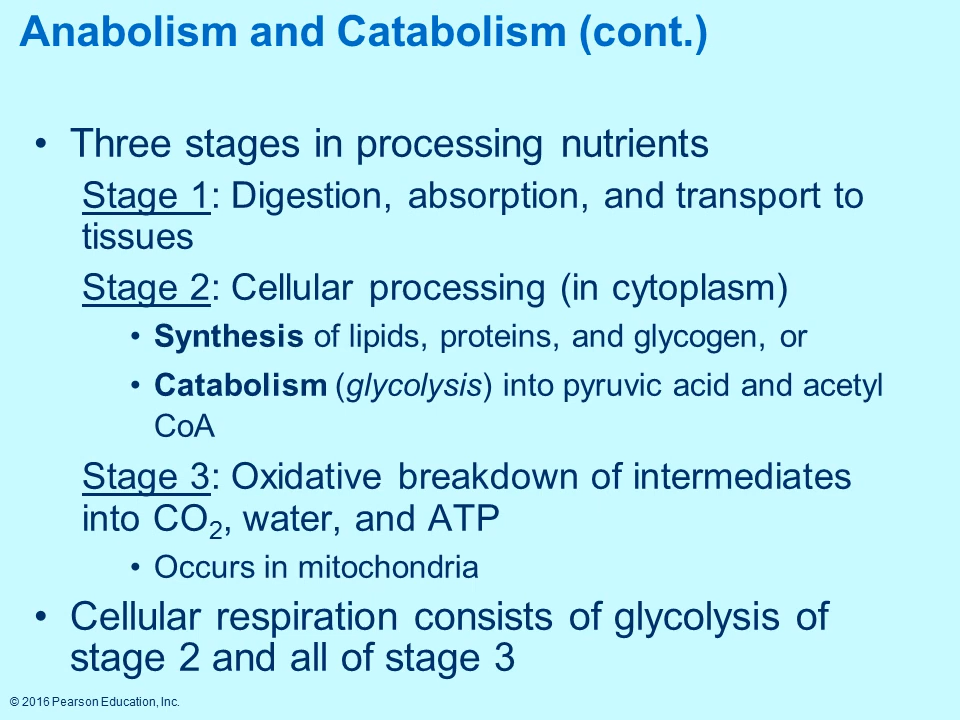 Anabolism and Catabolism (cont.)
• Three stages in processing nutrients
Stage 1: Digestion, absorption, and transport to
tissues
Stage 2: Cellular processing (in cytoplasm)
• Synthesis of lipids, proteins, and glycogen, or
• Catabolism (glycolysis) into pyruvic acid and acetyl
CoA
Stage 3: Oxidative breakdown of intermediates
into CO₂, water, and ATP
• Occurs in mitochondria
• Cellular respiration consists of glycolysis of
stage 2 and all of stage 3
© 2016 Pearson Education, Inc.